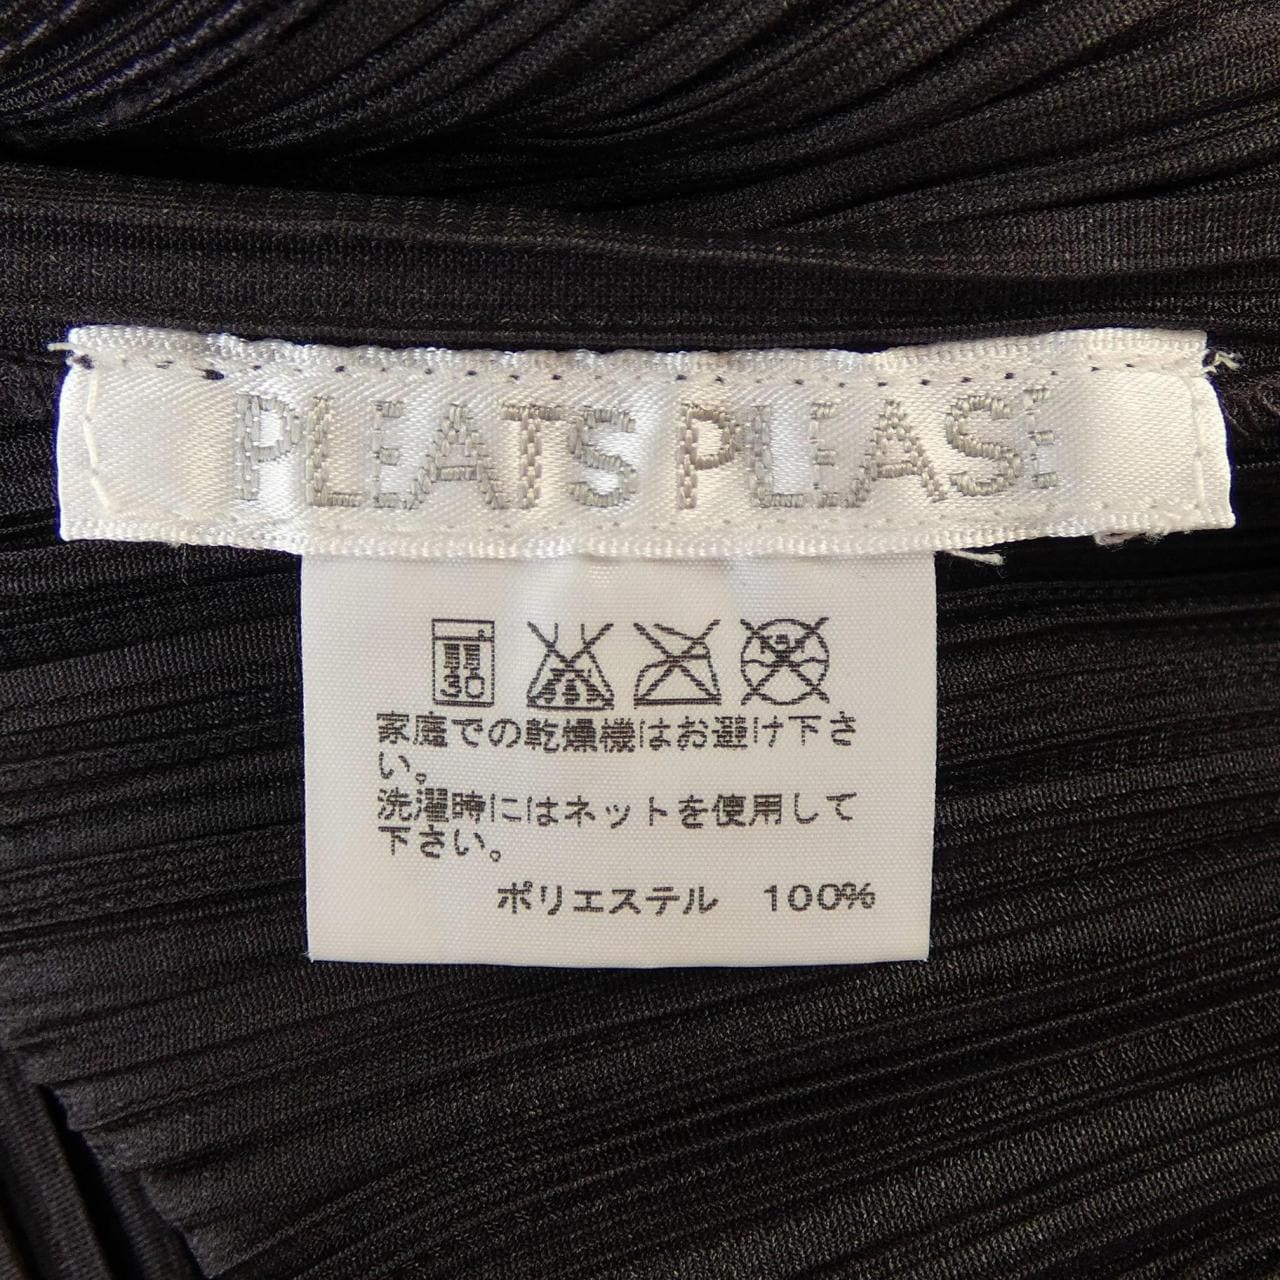 PLEATS PLEASE
30
家庭での乾燥機はお避け下さ
い。
洗濯時にはネットを使用して
下さい。
ポリエステル 100%